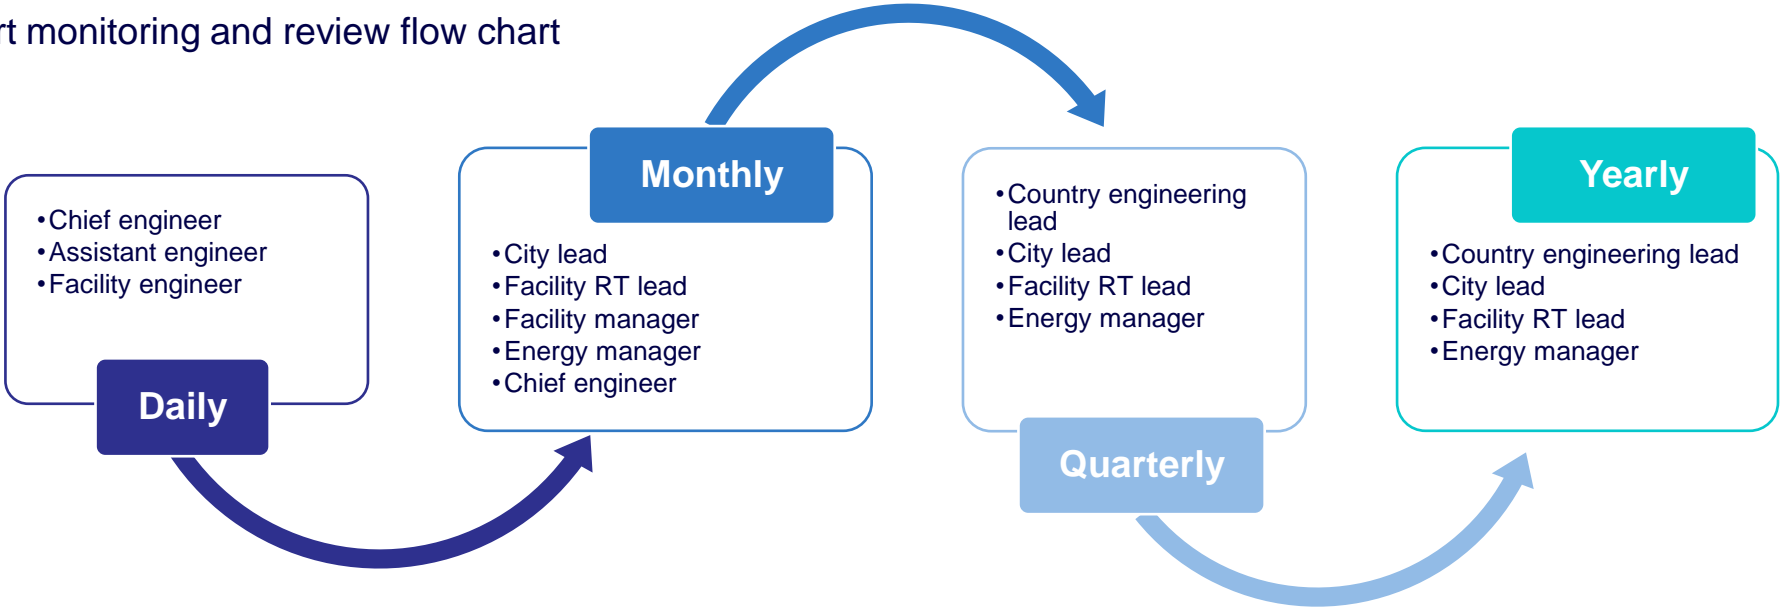 rt monitoring and review flow chart
•Chief engineer
•Assistant engineer
•Facility engineer
Daily
Monthly
•City lead
•Facility RT lead
•Facility manager
•Energy manager
•Chief engineer
•Country engineering
lead
•City lead
•Facility RT lead
•Energy manager
Quarterly
Yearly
•Country engineering lead
•City lead
•Facility RT lead
•Energy manager